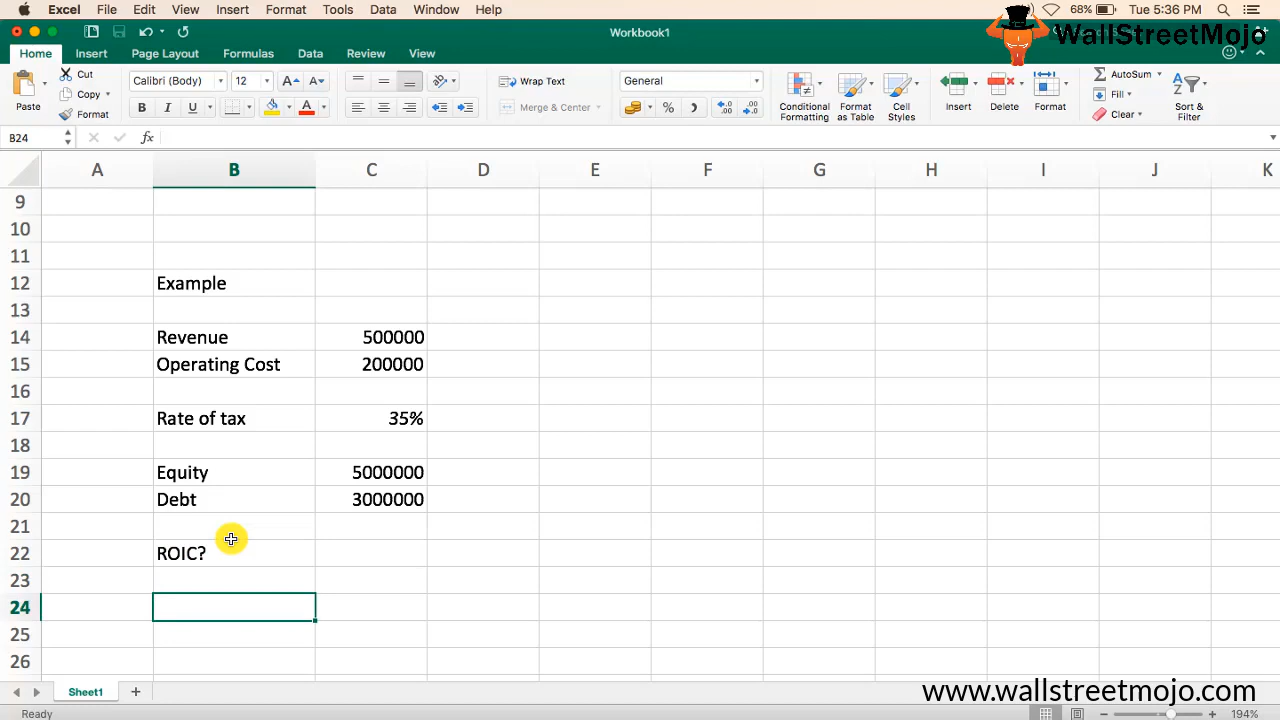 Excel File Edit View Insert Format Tools Data Window Help 68% Tue 5:36 PM
Workbook1
WallStreetMojo
Home Insert Page Layout Formulas Data Review View
Paste Cut Copy Format Calibri (Body) 12 Wrap Text Merge & Center General Conditional Formatting Format as Table Cell Styles Insert Delete Format AutoSum Fill Clear Sort & Filter
B24 fx
A B C D E F G H I J K
9
10
11
12 Example
13
14 Revenue 500000
15 Operating Cost 200000
16
17 Rate of tax 35%
18
19 Equity 5000000
20 Debt 3000000
21
22 ROIC?
23
24
25
26
Sheet1
www.wallstreetmojo.com
Ready 194%